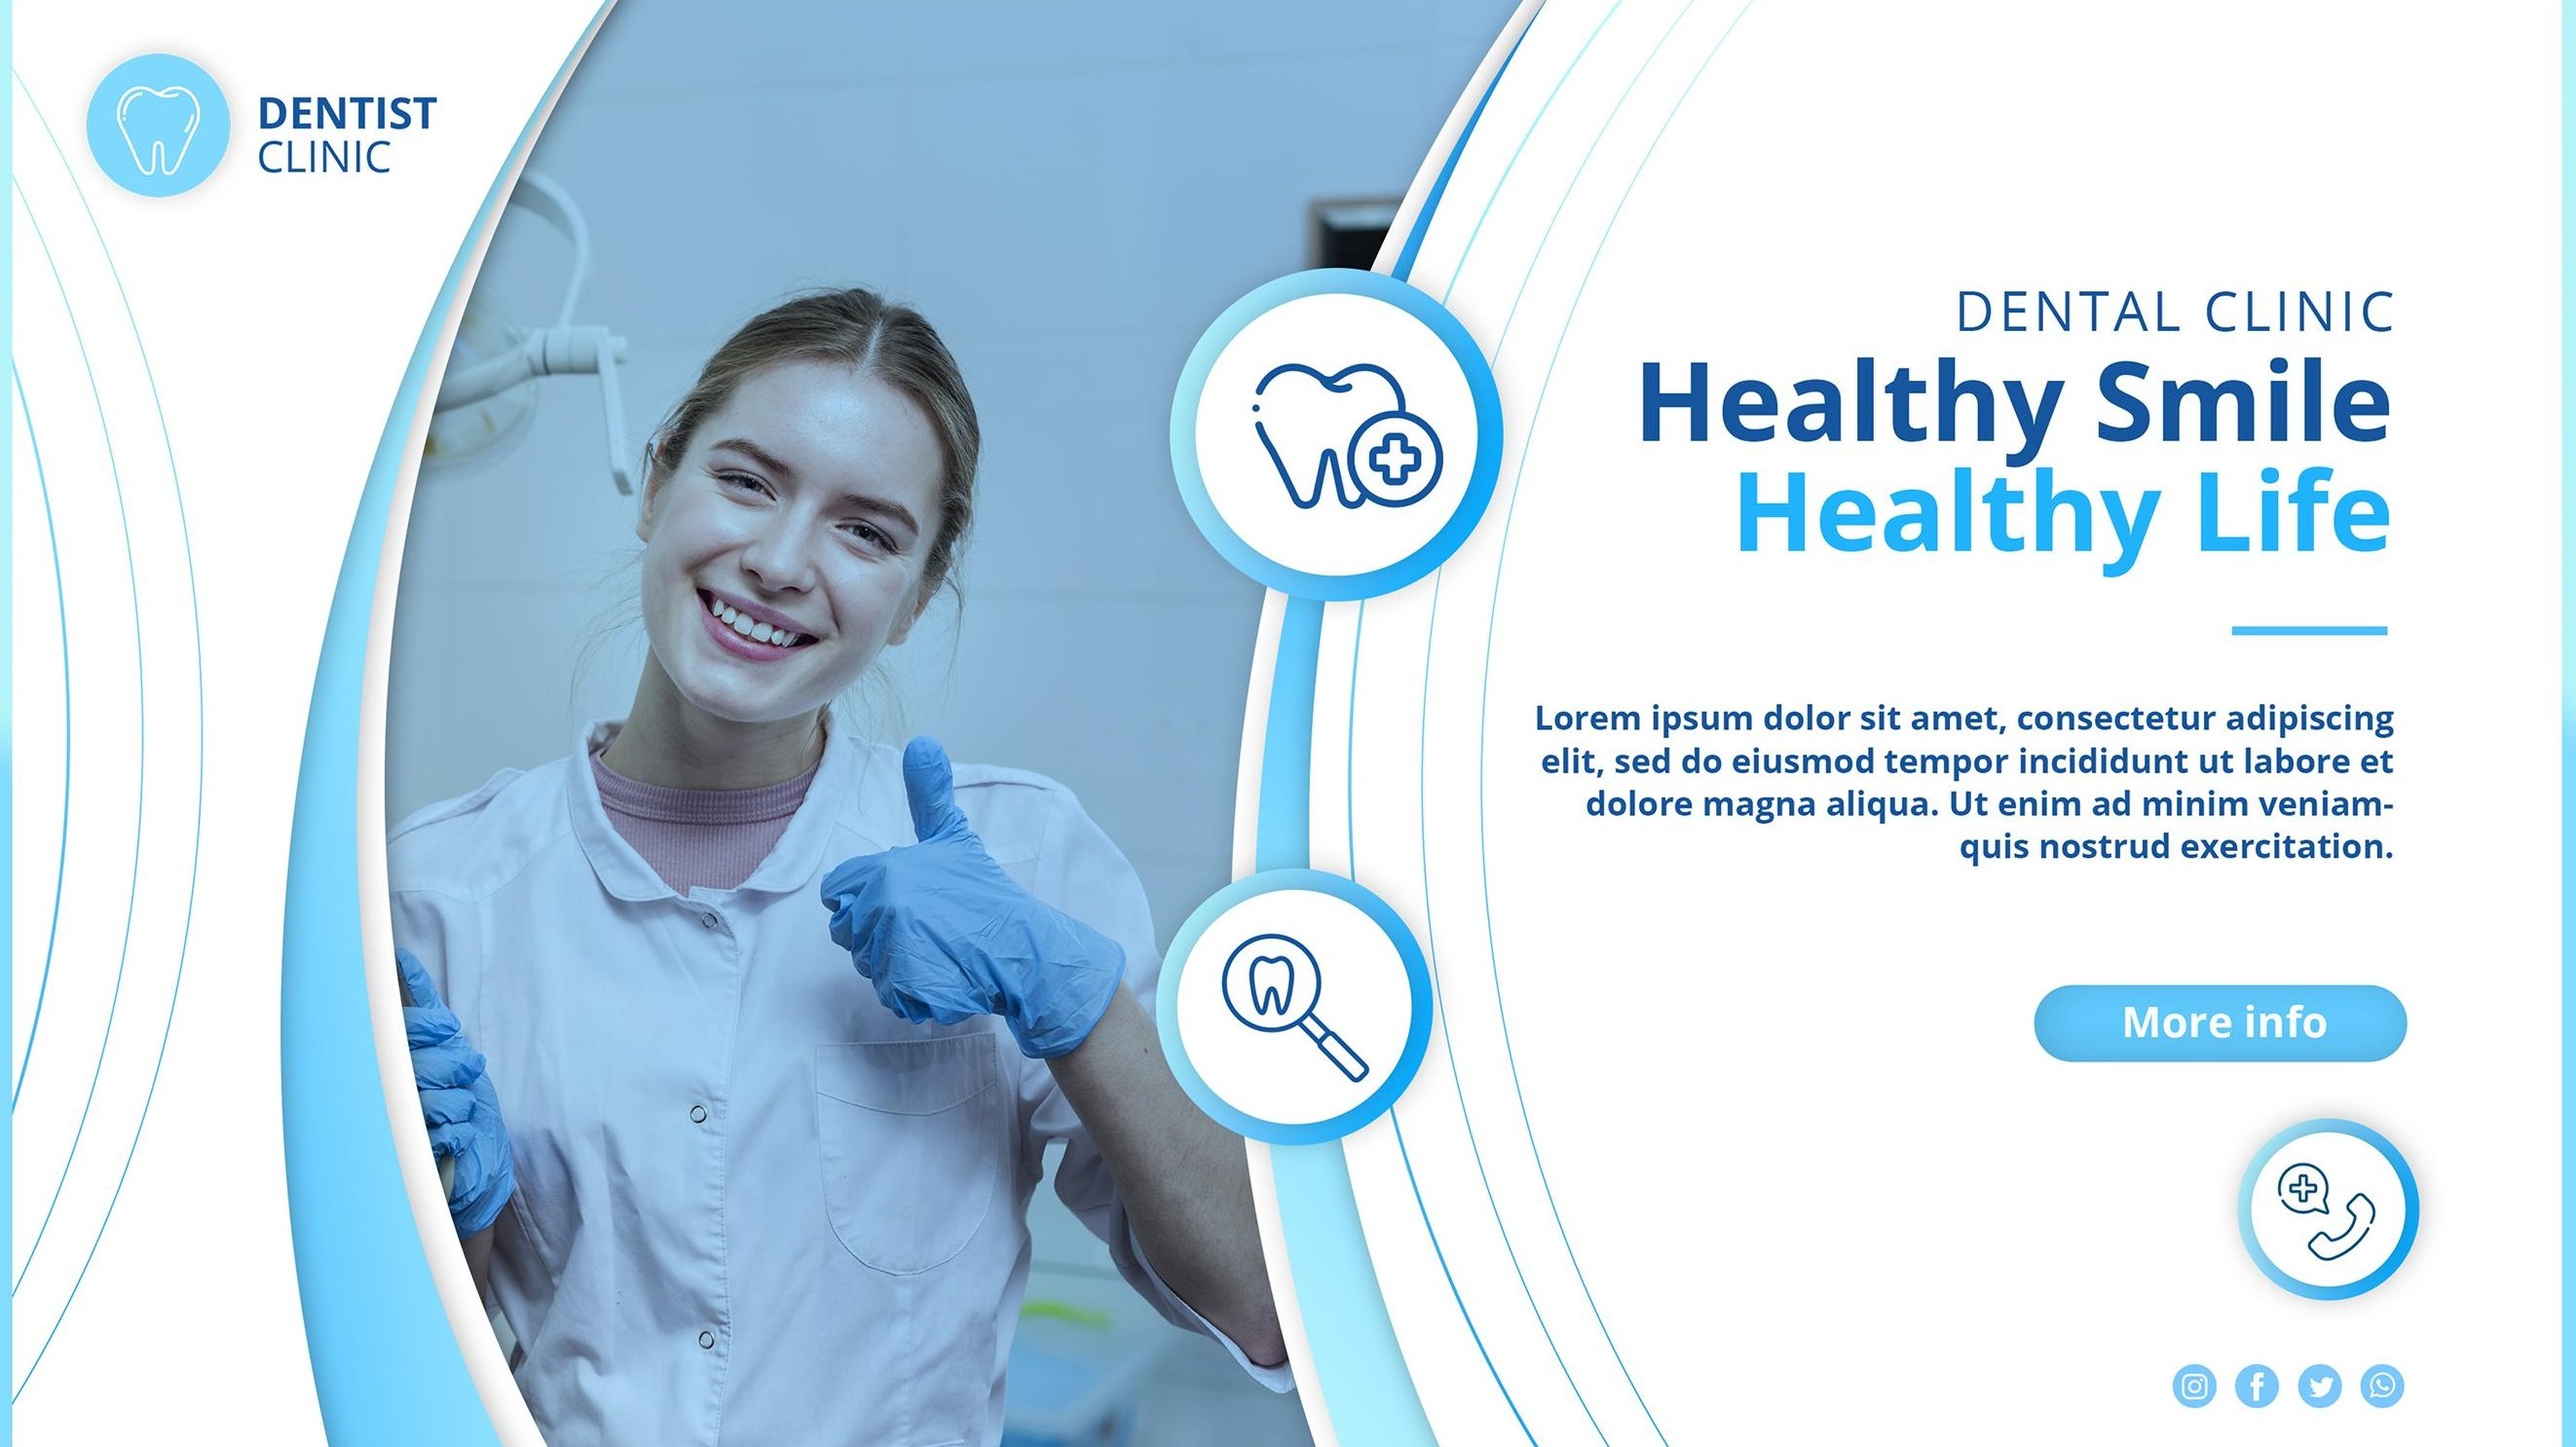 DENTIST
CLINIC
DENTAL CLINIC
Healthy Smile
Healthy Life
Lorem ipsum dolor sit amet, consectetur adipiscing
elit, sed do eiusmod tempor incididunt ut labore et
dolore magna aliqua. Ut enim ad minim veniam-
quis nostrud exercitation.
More info